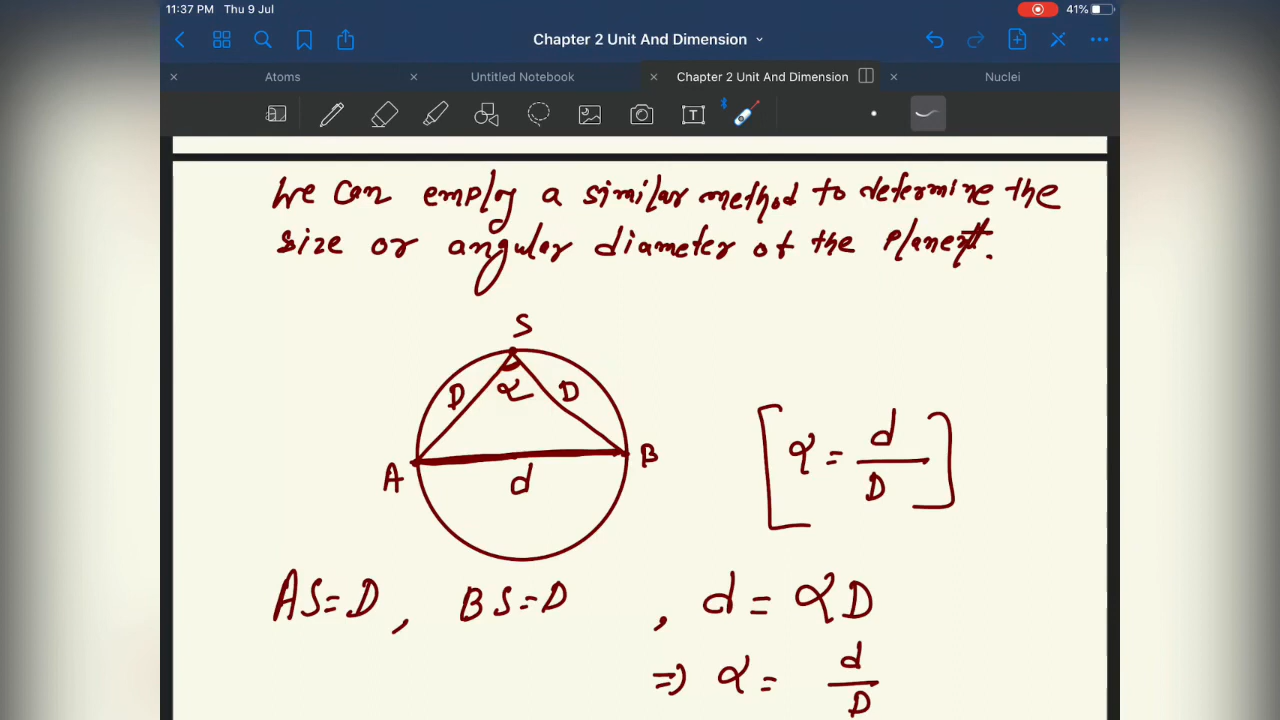 11:37 PM Thu 9 Jul
41%
Chapter 2 Unit And Dimension
Atoms
Untitled Notebook
Chapter 2 Unit And Dimension
Nuclei
T
We can employ a similar method to determine the
size or angular diameter of the planet.
S
D α D
A d B
[α = d/D]
AS=D, BS=D, d = αD
⇒ α = d/D